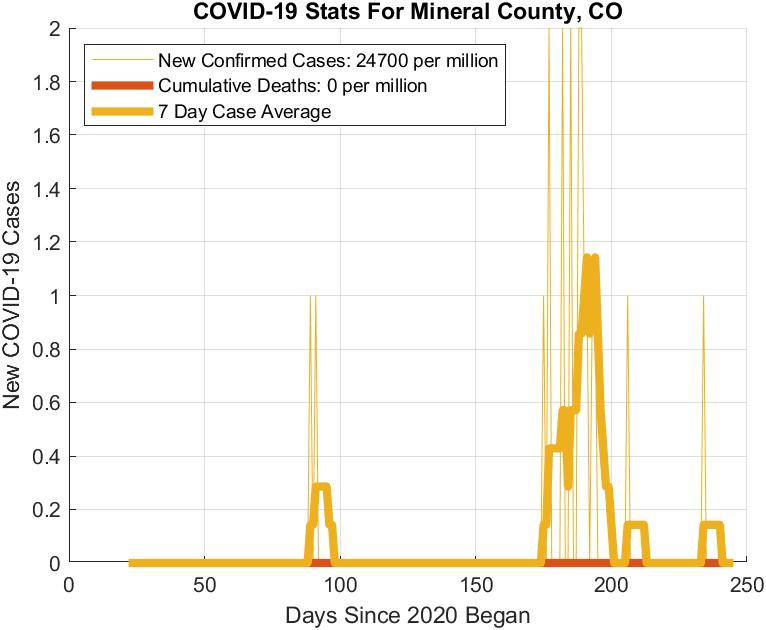 COVID-19 Stats For Mineral County, CO
New Confirmed Cases: 24700 per million
Cumulative Deaths: 0 per million
7 Day Case Average
New COVID-19 Cases
2
1.8
1.6
1.4
1.2
1
0.8
0.6
0.4
0.2
0
0 50 100 150 200 250
Days Since 2020 Began